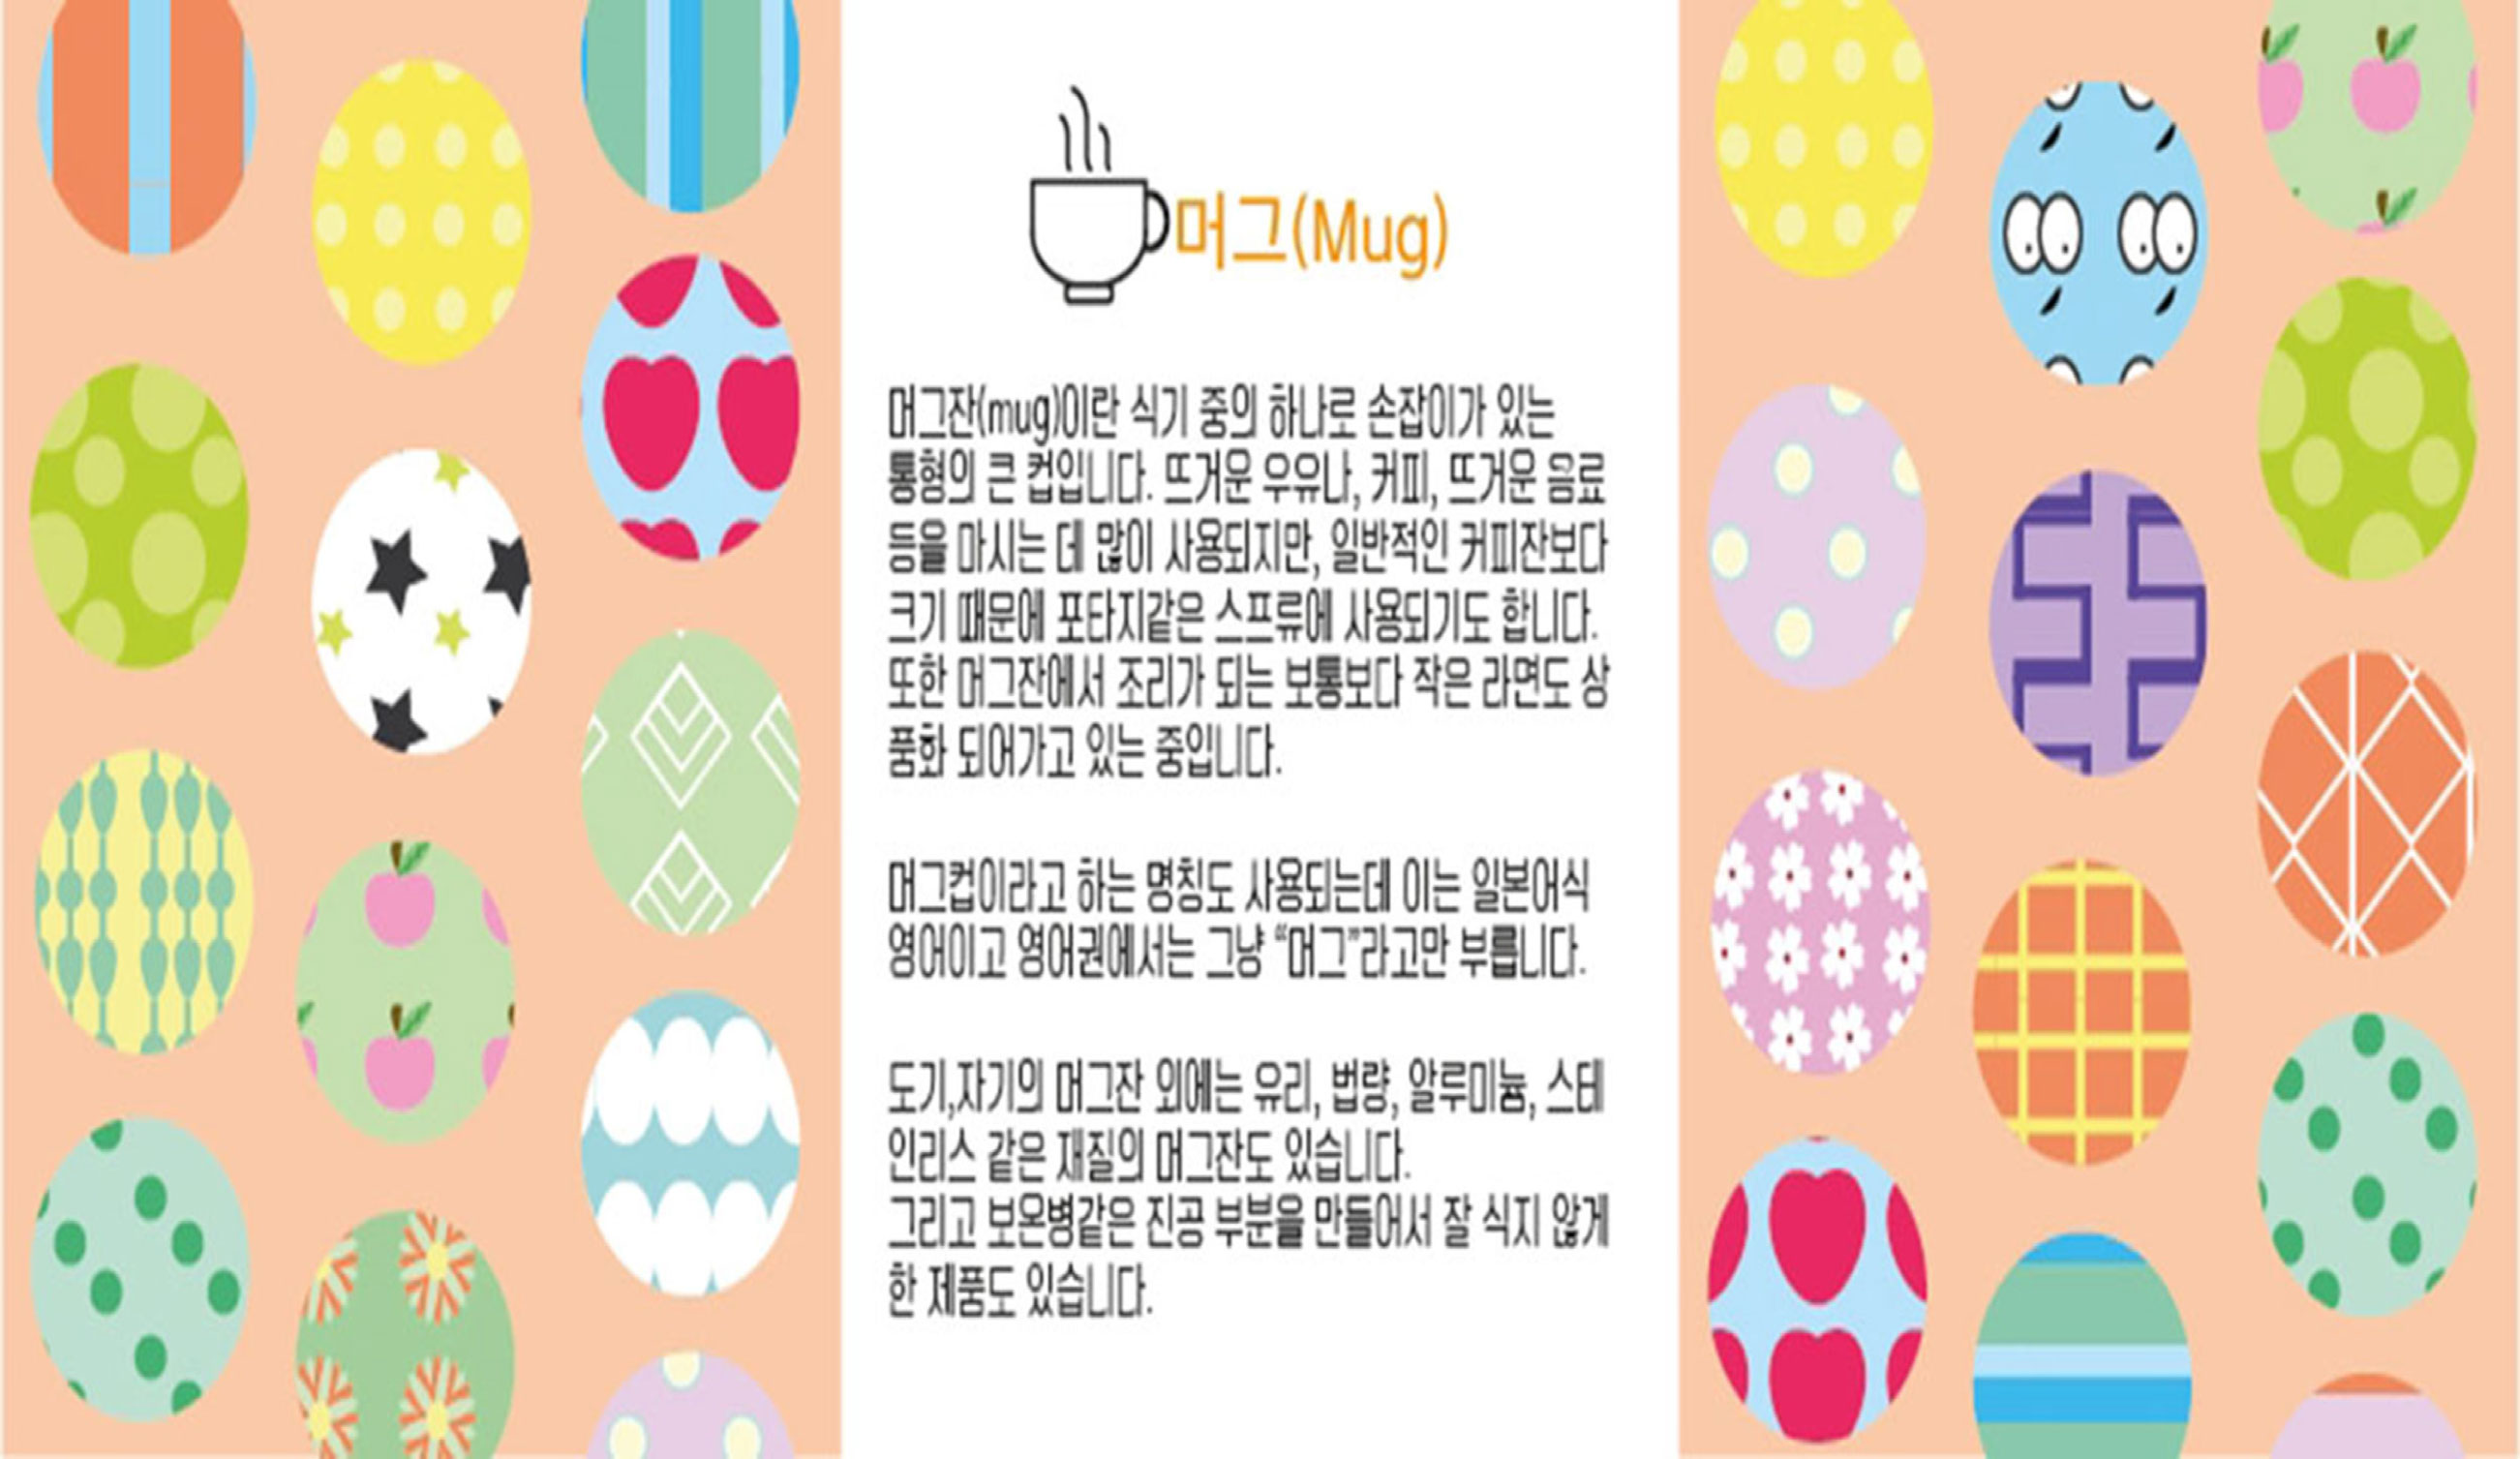 머그(Mug)
머그잔(mug)이란 식기 중의 하나로 손잡이가 있는
통형의 큰 컵입니다. 뜨거운 우유나, 커피, 뜨거운 음료
등을 마시는 데 많이 사용되지만, 일반적인 커피잔보다
크기 때문에 포타지같은 스프류에 사용되기도 합니다.
또한 머그잔에서 조리가 되는 보통보다 작은 라면도 상
품화 되어가고 있는 중입니다.
머그컵이라고 하는 명칭도 사용되는데 이는 일본어식
영어이고 영어권에서는 그냥 “머그”라고만 부릅니다.
도기,자기의 머그잔 외에는 유리, 법량, 알루미늄, 스테
인리스 같은 재질의 머그잔도 있습니다.
그리고 보온병같은 진공 부분을 만들어서 잘 식지 않게
한 제품도 있습니다.